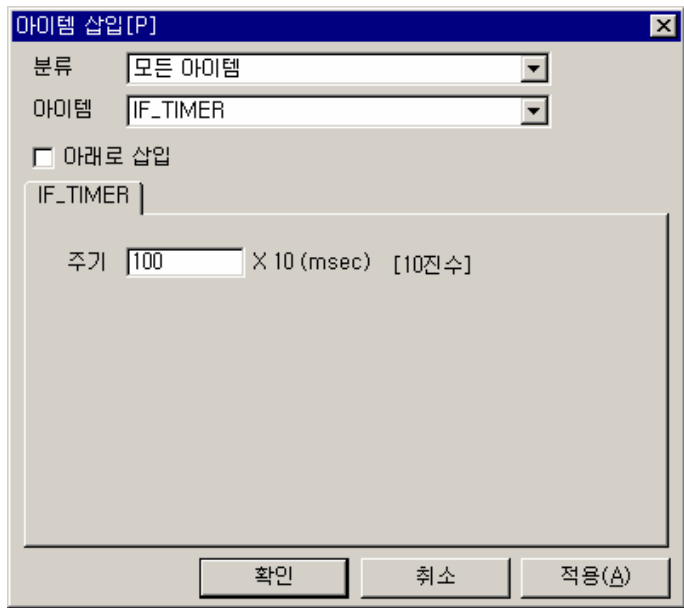 아이템 삽입[P]
분류 모든 아이템
아이템 IF_TIMER
아래로 삽입
IF_TIMER
주기 100 X 10 (msec) [10진수]
확인 취소 적용(A)